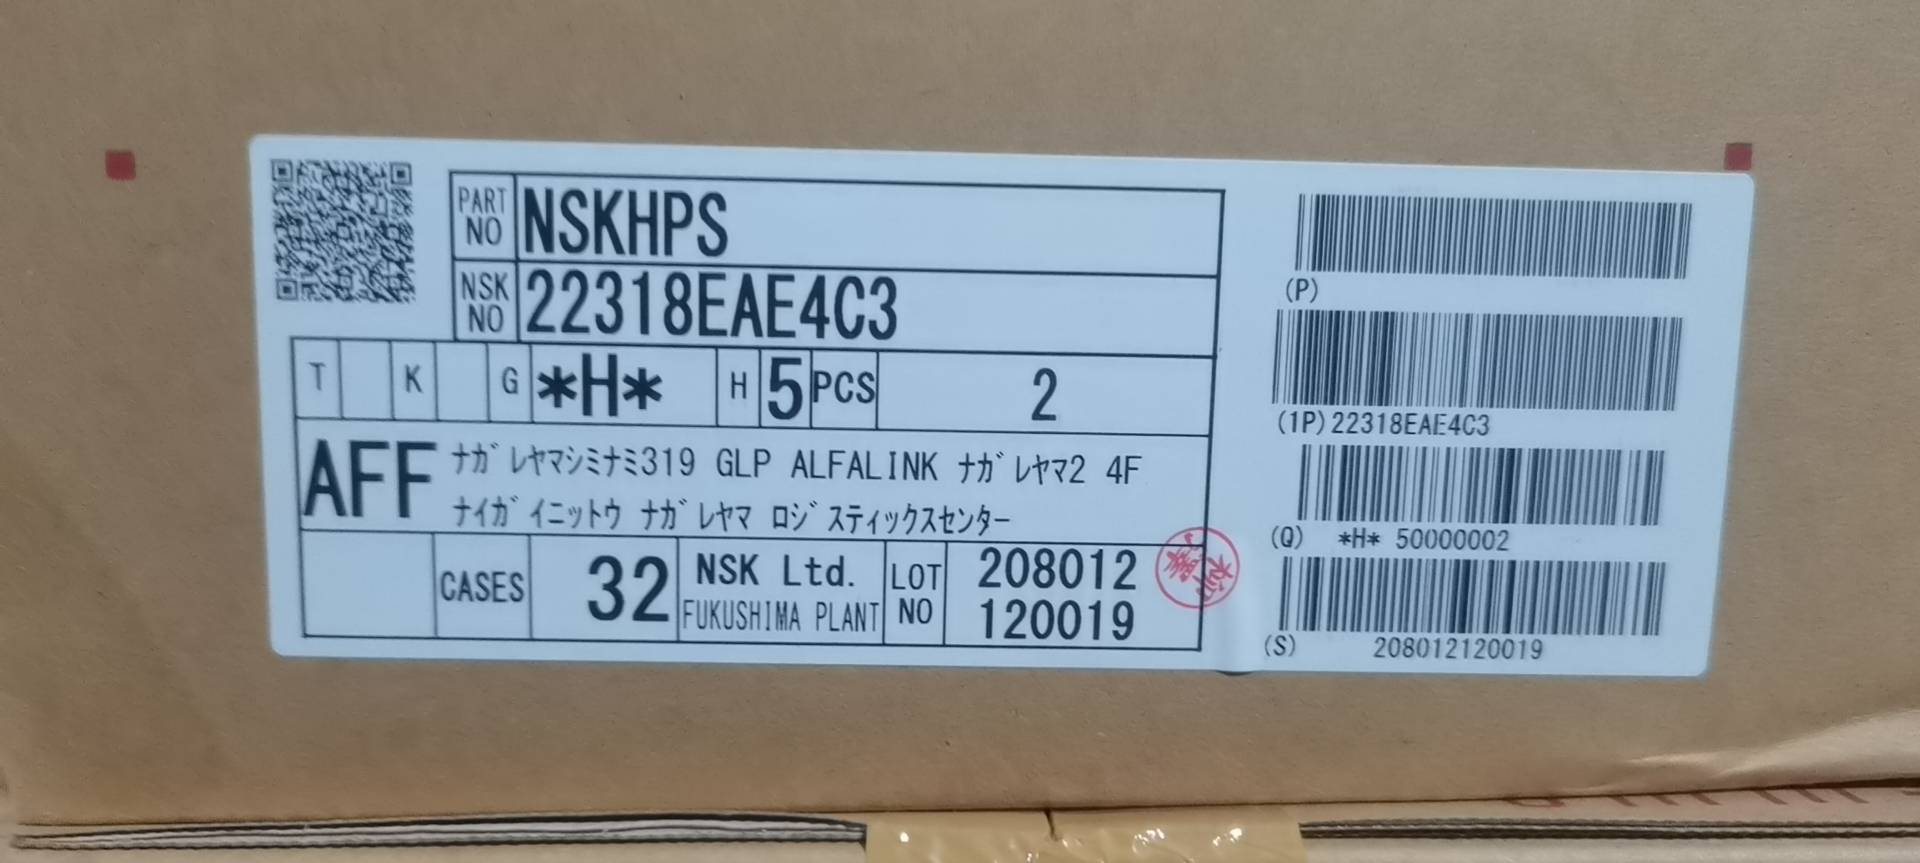 PART NO NSKHPS
NSK NO 22318EAE4C3
T K G *H* H 5 PCS 2
AFF ナガレヤマシミナミ319 GLP ALFALINK ナガレヤマ2 4F
ナイガイニットウ ナガレヤマ ロジスティックスセンター
CASES 32 NSK Ltd. FUKUSHIMA PLANT LOT NO 208012 120019
(P)
(1P) 22318EAE4C3
(Q) *H* 50000002
(S) 208012120019